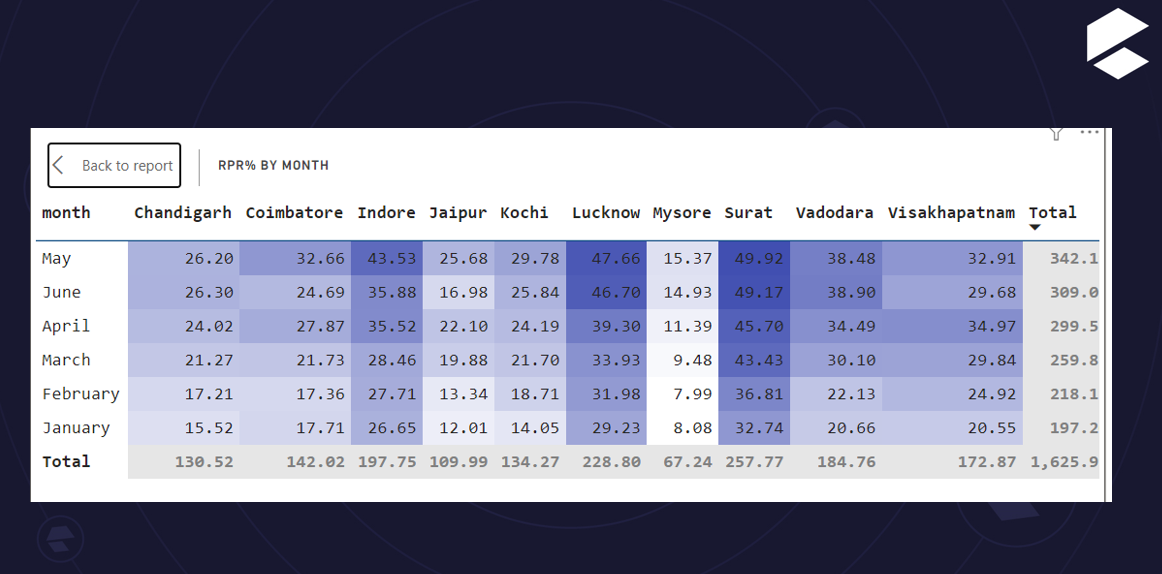 Back to report RPR% BY MONTH
month Chandigarh Coimbatore Indore Jaipur Kochi Lucknow Mysore Surat Vadodara Visakhapatnam Total
May 26.20 32.66 43.53 25.68 29.78 47.66 15.37 49.92 38.48 32.91 342.1
June 26.30 24.69 35.88 16.98 25.84 46.70 14.93 49.17 38.90 29.68 309.0
April 24.02 27.87 35.52 22.10 24.19 39.30 11.39 45.70 34.49 34.97 299.5
March 21.27 21.73 28.46 19.88 21.70 33.93 9.48 43.43 30.10 29.84 259.8
February 17.21 17.36 27.71 13.34 18.71 31.98 7.99 36.81 22.13 24.92 218.1
January 15.52 17.71 26.65 12.01 14.05 29.23 8.08 32.74 20.66 20.55 197.2
Total 130.52 142.02 197.75 109.99 134.27 228.80 67.24 257.77 184.76 172.87 1,625.9